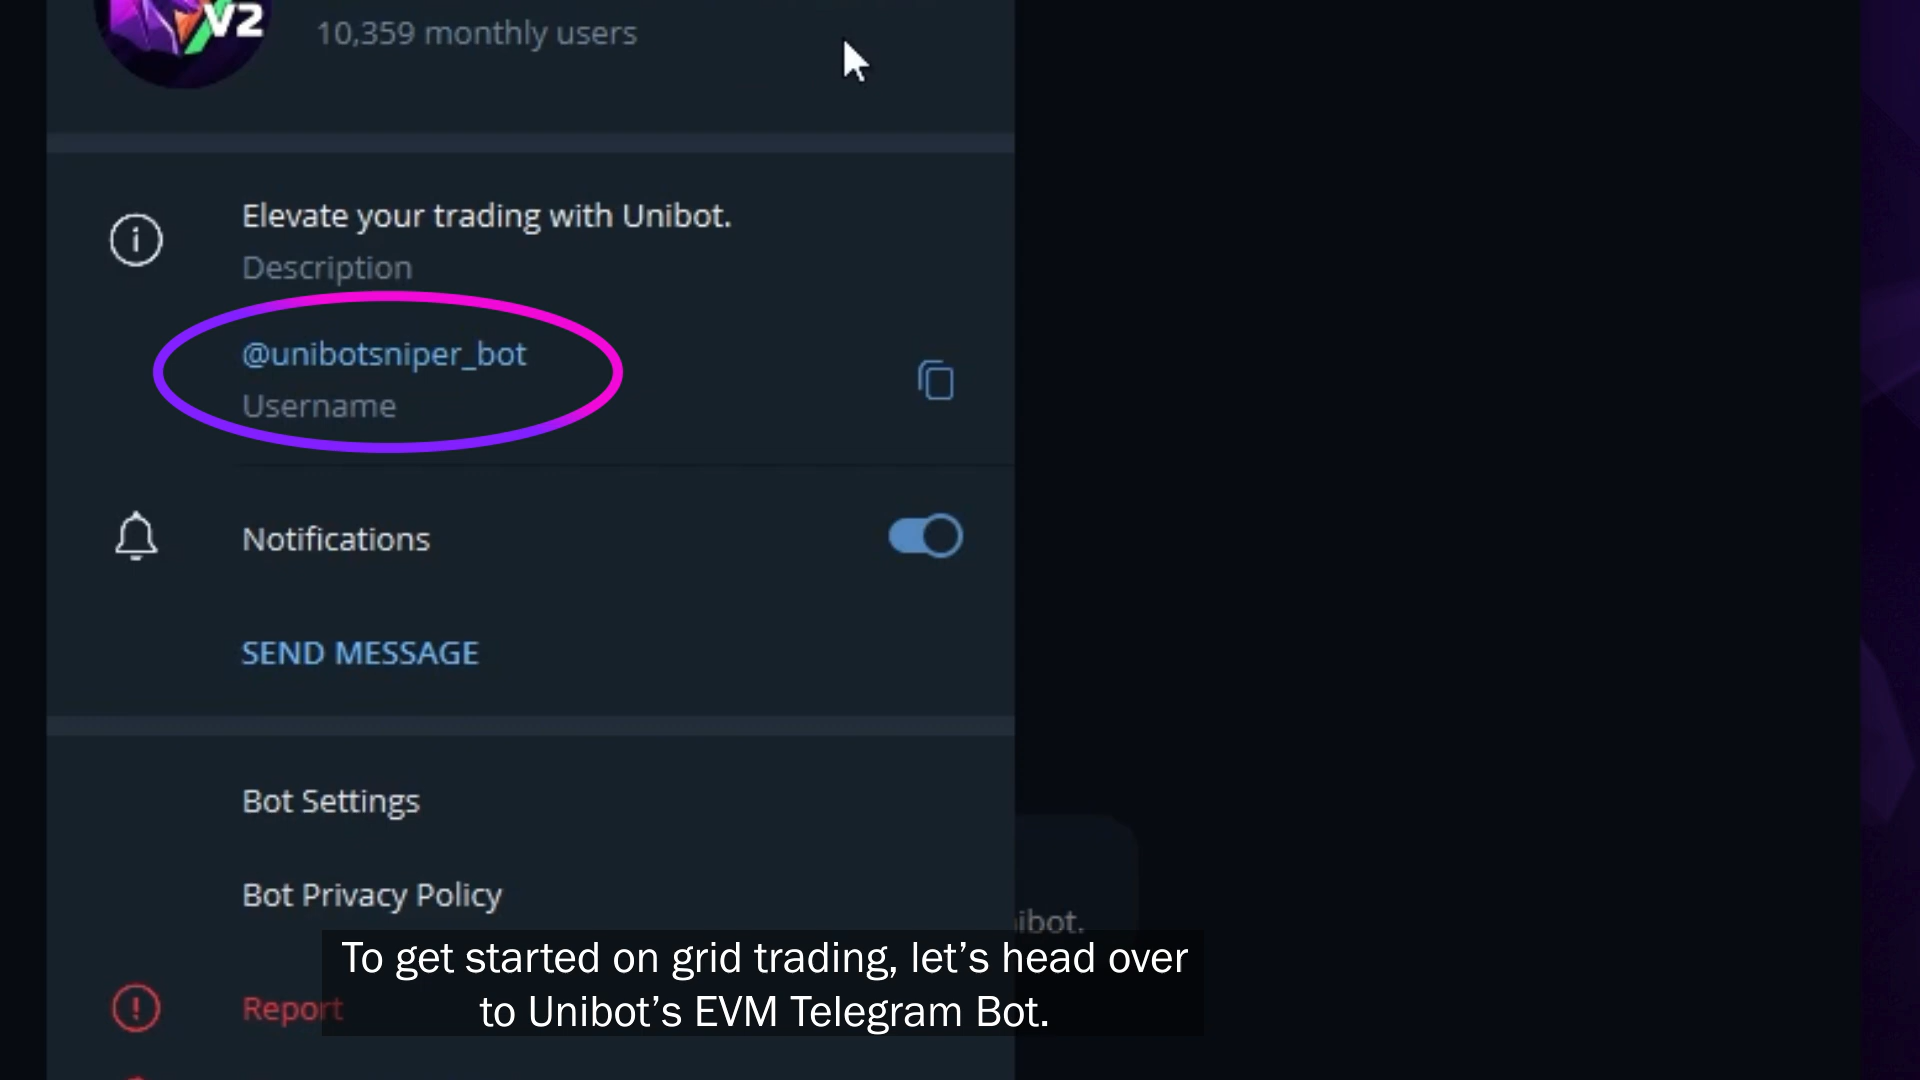 V2
10,359 monthly users
Elevate your trading with Unibot.
Description
@unibotsniper_bot
Username
Notifications
SEND MESSAGE
Bot Settings
Bot Privacy Policy
ibot.
Report
To get started on grid trading, let’s head over
to Unibot’s EVM Telegram Bot.